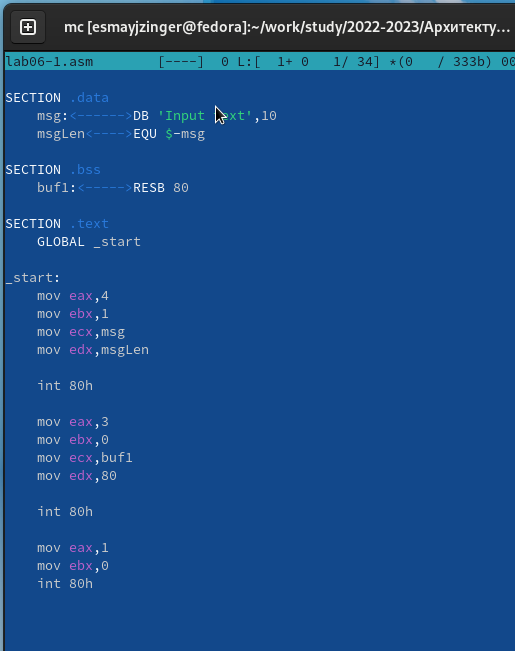 mc [esmayjzinger@fedora]:~/work/study/2022-2023/Архитекту...
lab06-1.asm [----] 0 L:[ 1+ 0 1/ 34] *(0 / 333b) 00
SECTION .data
msg:<------>DB 'Input Text',10
msgLen<---->EQU $-msg
SECTION .bss
buf1:<----->RESB 80
SECTION .text
GLOBAL _start
_start:
mov eax,4
mov ebx,1
mov ecx,msg
mov edx,msgLen
int 80h
mov eax,3
mov ebx,0
mov ecx,buf1
mov edx,80
int 80h
mov eax,1
mov ebx,0
int 80h